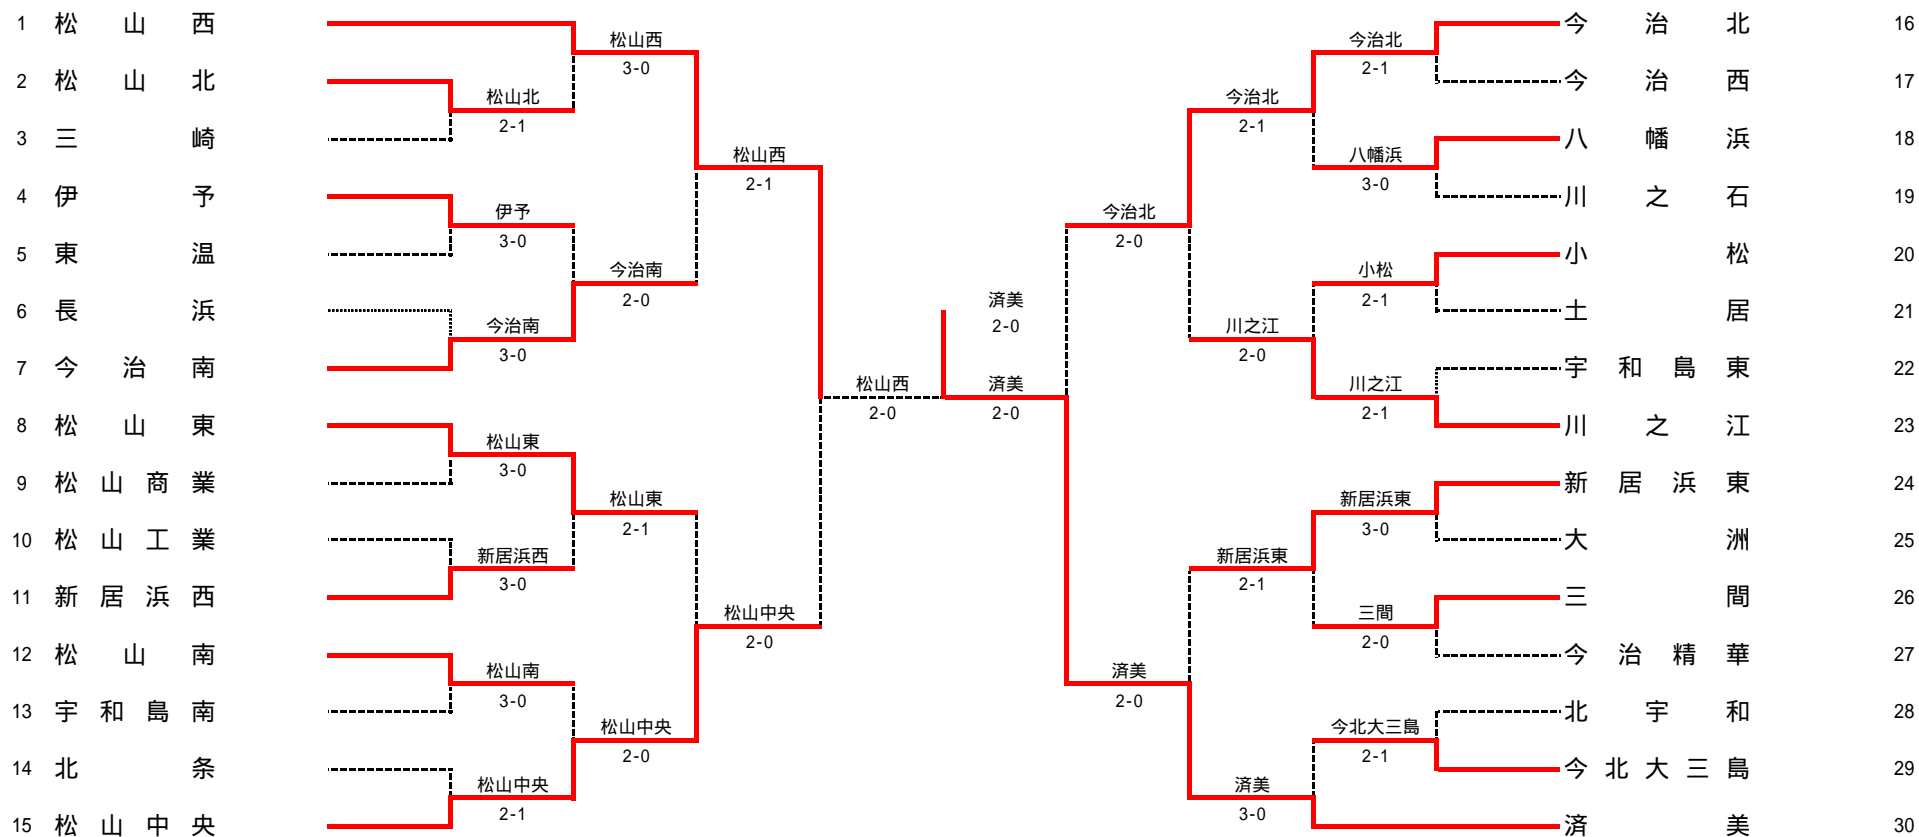 1 松山西
2 松山北
3 三崎
4 伊予
5 東温
6 長浜
7 今治南
8 松山東
9 松山商業
10 松山工業
11 新居浜西
12 松山南
13 宇和島南
14 北条
15 松山中央
松山北
2-1
伊予
3-0
今治南
3-0
松山東
3-0
新居浜西
3-0
松山南
3-0
松山中央
2-1
松山西
3-0
今治南
2-0
松山東
2-1
松山中央
2-0
松山西
2-1
松山中央
2-0
松山西
2-0
済美
2-0
済美
2-0
今治北
2-0
済美
2-0
今治北
2-1
川之江
2-0
新居浜東
2-1
済美
3-0
今治北
2-1
八幡浜
3-0
小松
2-1
川之江
2-1
新居浜東
3-0
三間
2-0
今北大三島
2-1
今治北 16
今治西 17
八幡浜 18
川之石 19
小松 20
土居 21
宇和島東 22
川之江 23
新居浜東 24
大洲 25
三間 26
今治精華 27
北宇和 28
今北大三島 29
済美 30